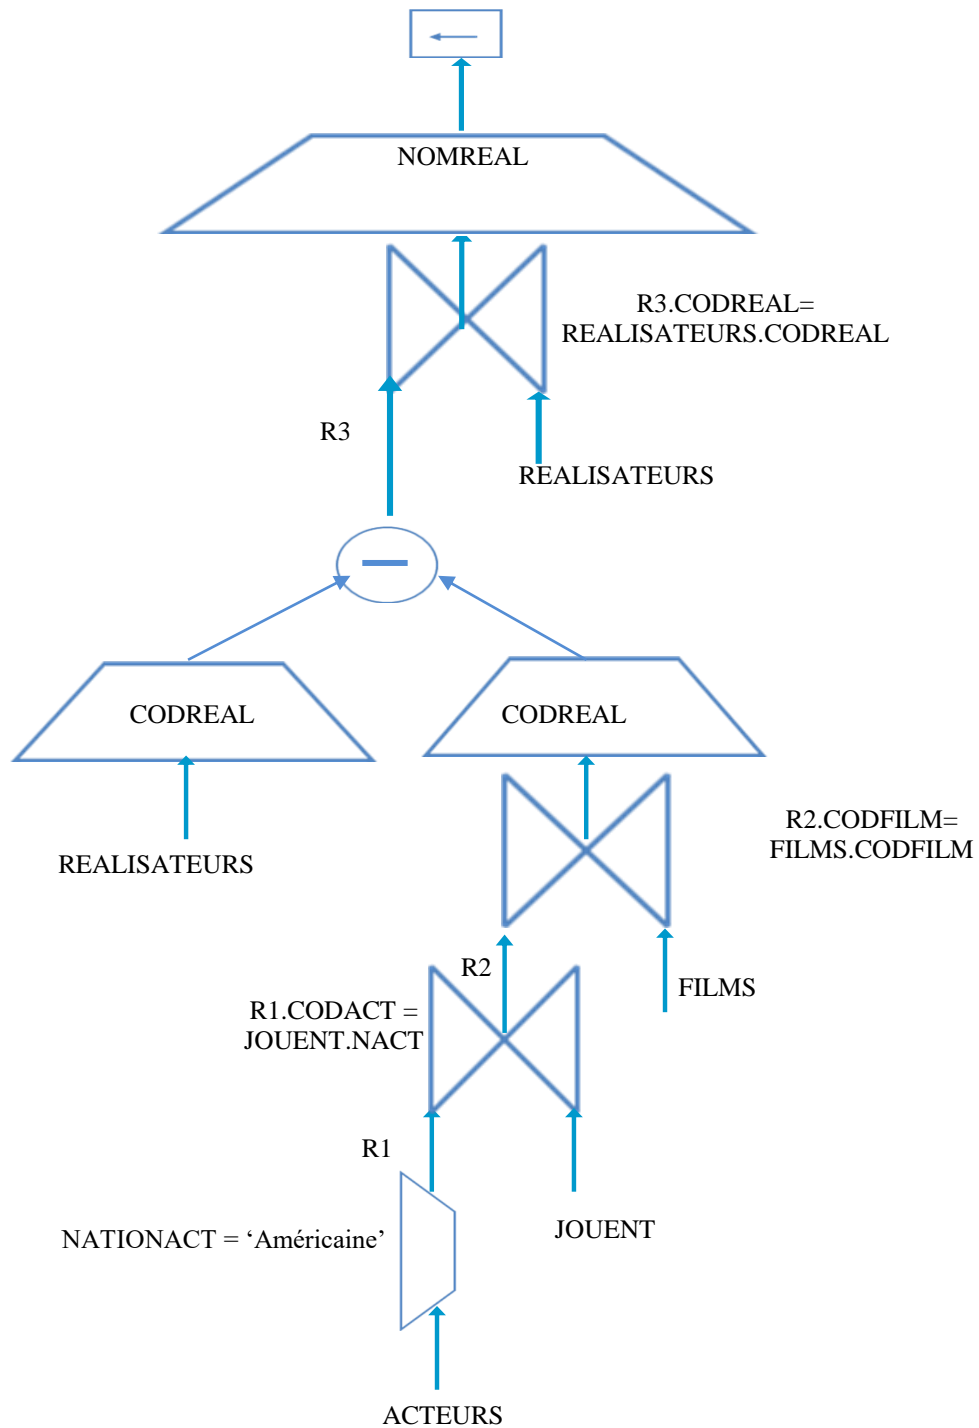 NOMREAL
R3.CODREAL=
REALISATEURS.CODREAL
R3
REALISATEURS
CODREAL
CODREAL
REALISATEURS
R2.CODFILM=
FILMS.CODFILM
R2
FILMS
R1.CODACT =
JOUENT.NACT
R1
JOUENT
NATIONACT = ‘Américaine’
ACTEURS